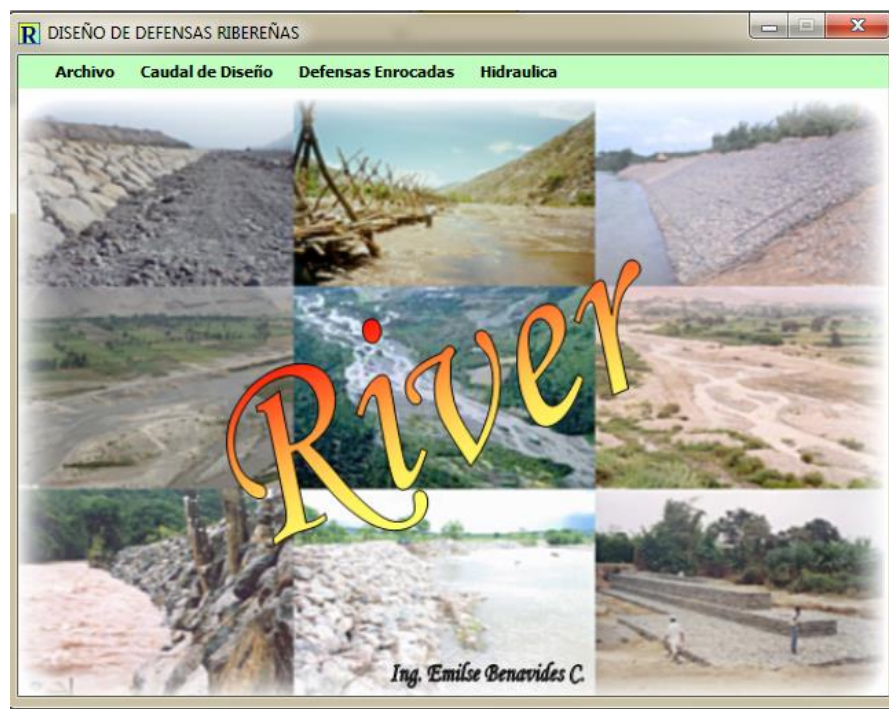 R DISEÑO DE DEFENSAS RIBEREÑAS
Archivo Caudal de Diseño Defensas Enrocadas Hidraulica
River
Ing. Emilse Benavides C.